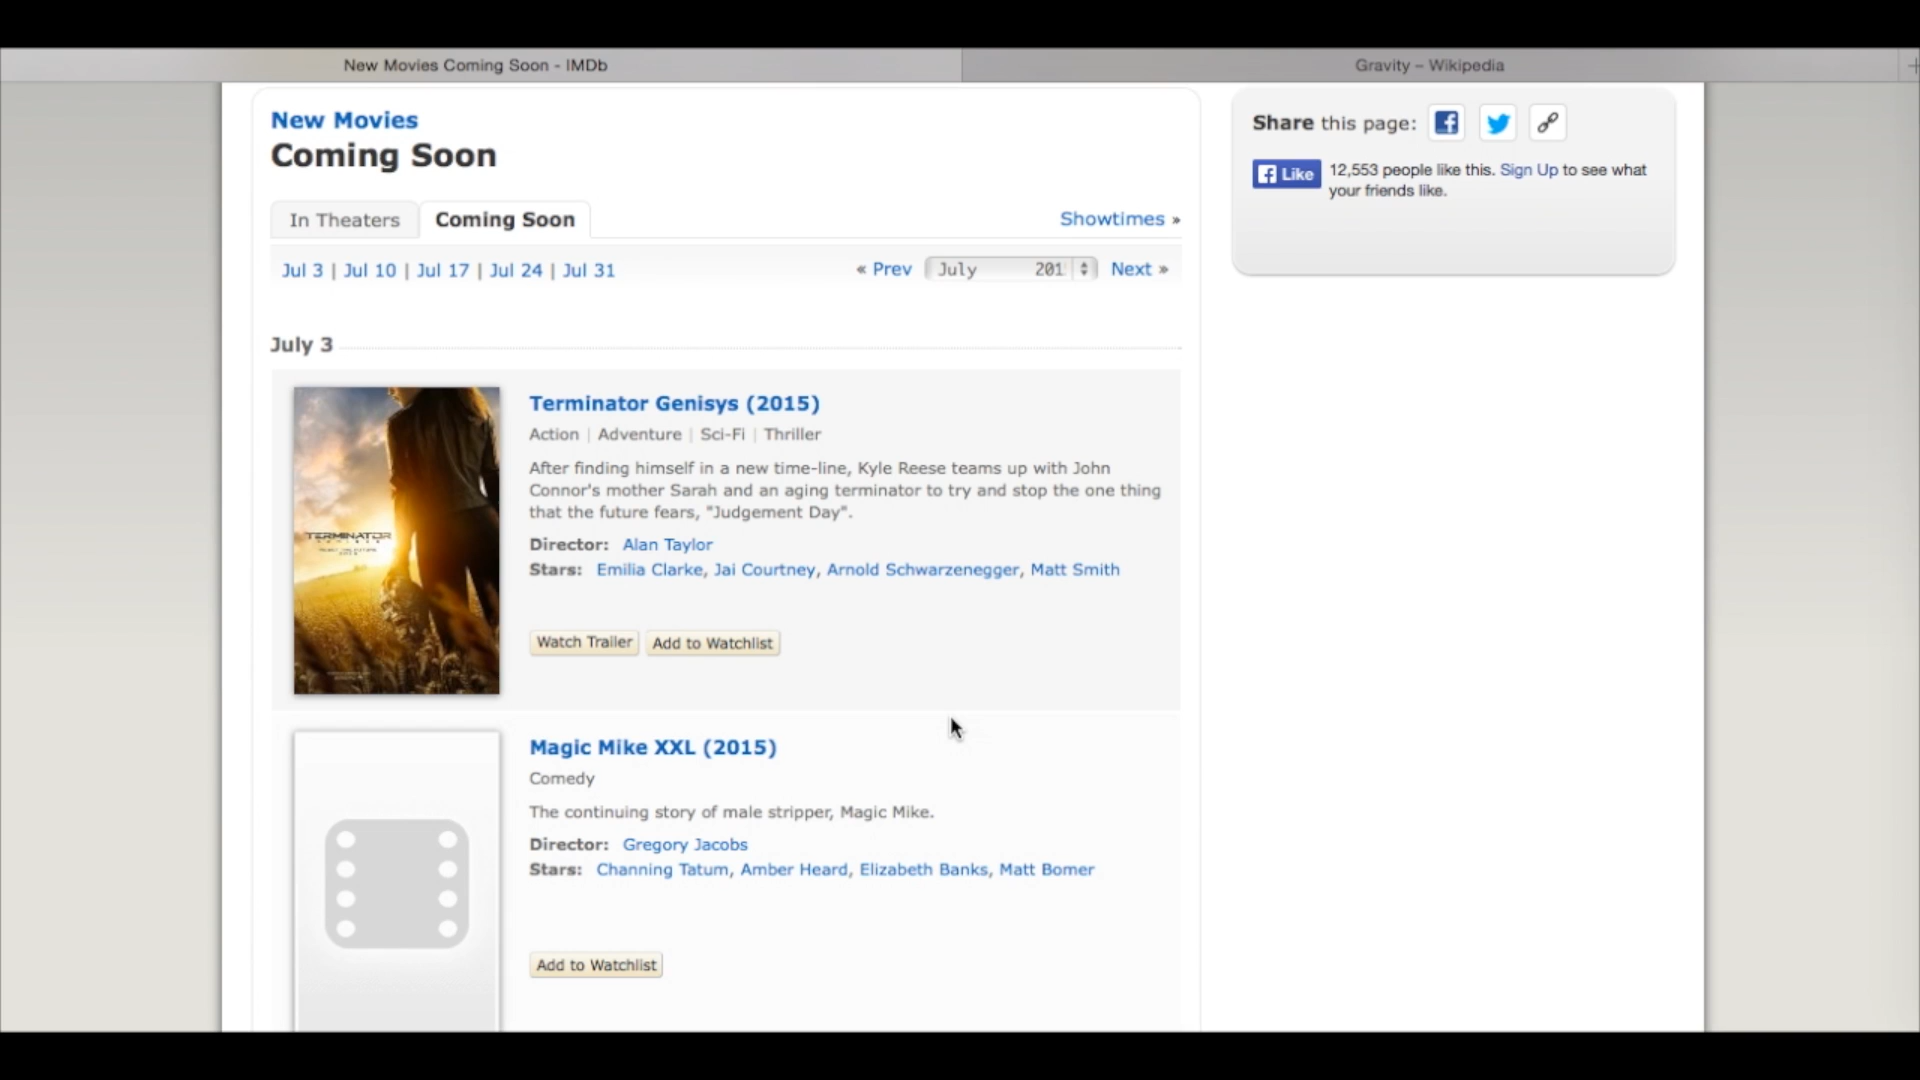 New Movies Coming Soon - IMDb
Gravity – Wikipedia
New Movies
Coming Soon
Share this page:
Like
12,553 people like this. Sign Up to see what
your friends like.
In Theaters
Coming Soon
Showtimes »
Jul 3 | Jul 10 | Jul 17 | Jul 24 | Jul 31
« Prev
July 201
Next »
July 3
TERMINATOR
Terminator Genisys (2015)
Action | Adventure | Sci-Fi | Thriller
After finding himself in a new time-line, Kyle Reese teams up with John
Connor's mother Sarah and an aging terminator to try and stop the one thing
that the future fears, "Judgement Day".
Director: Alan Taylor
Stars: Emilia Clarke, Jai Courtney, Arnold Schwarzenegger, Matt Smith
Watch Trailer
Add to Watchlist
Magic Mike XXL (2015)
Comedy
The continuing story of male stripper, Magic Mike.
Director: Gregory Jacobs
Stars: Channing Tatum, Amber Heard, Elizabeth Banks, Matt Bomer
Add to Watchlist